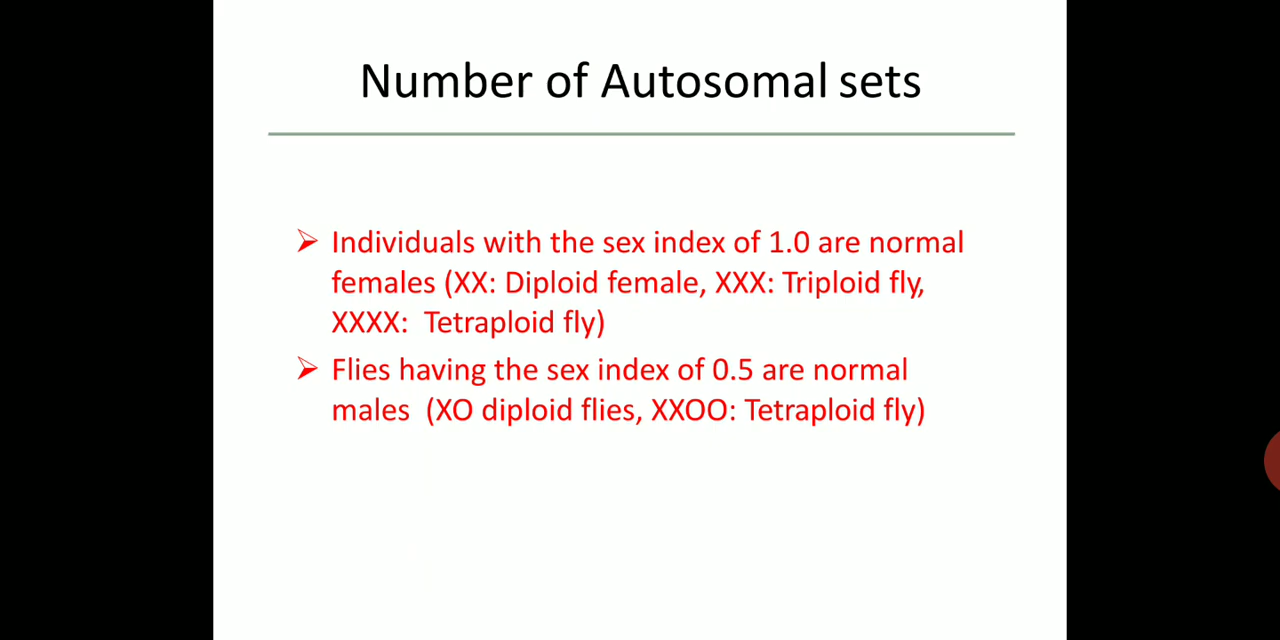 Number of Autosomal sets
➢ Individuals with the sex index of 1.0 are normal
females (XX: Diploid female, XXX: Triploid fly,
XXXX: Tetraploid fly)
➢ Flies having the sex index of 0.5 are normal
males (XO diploid flies, XXOO: Tetraploid fly)